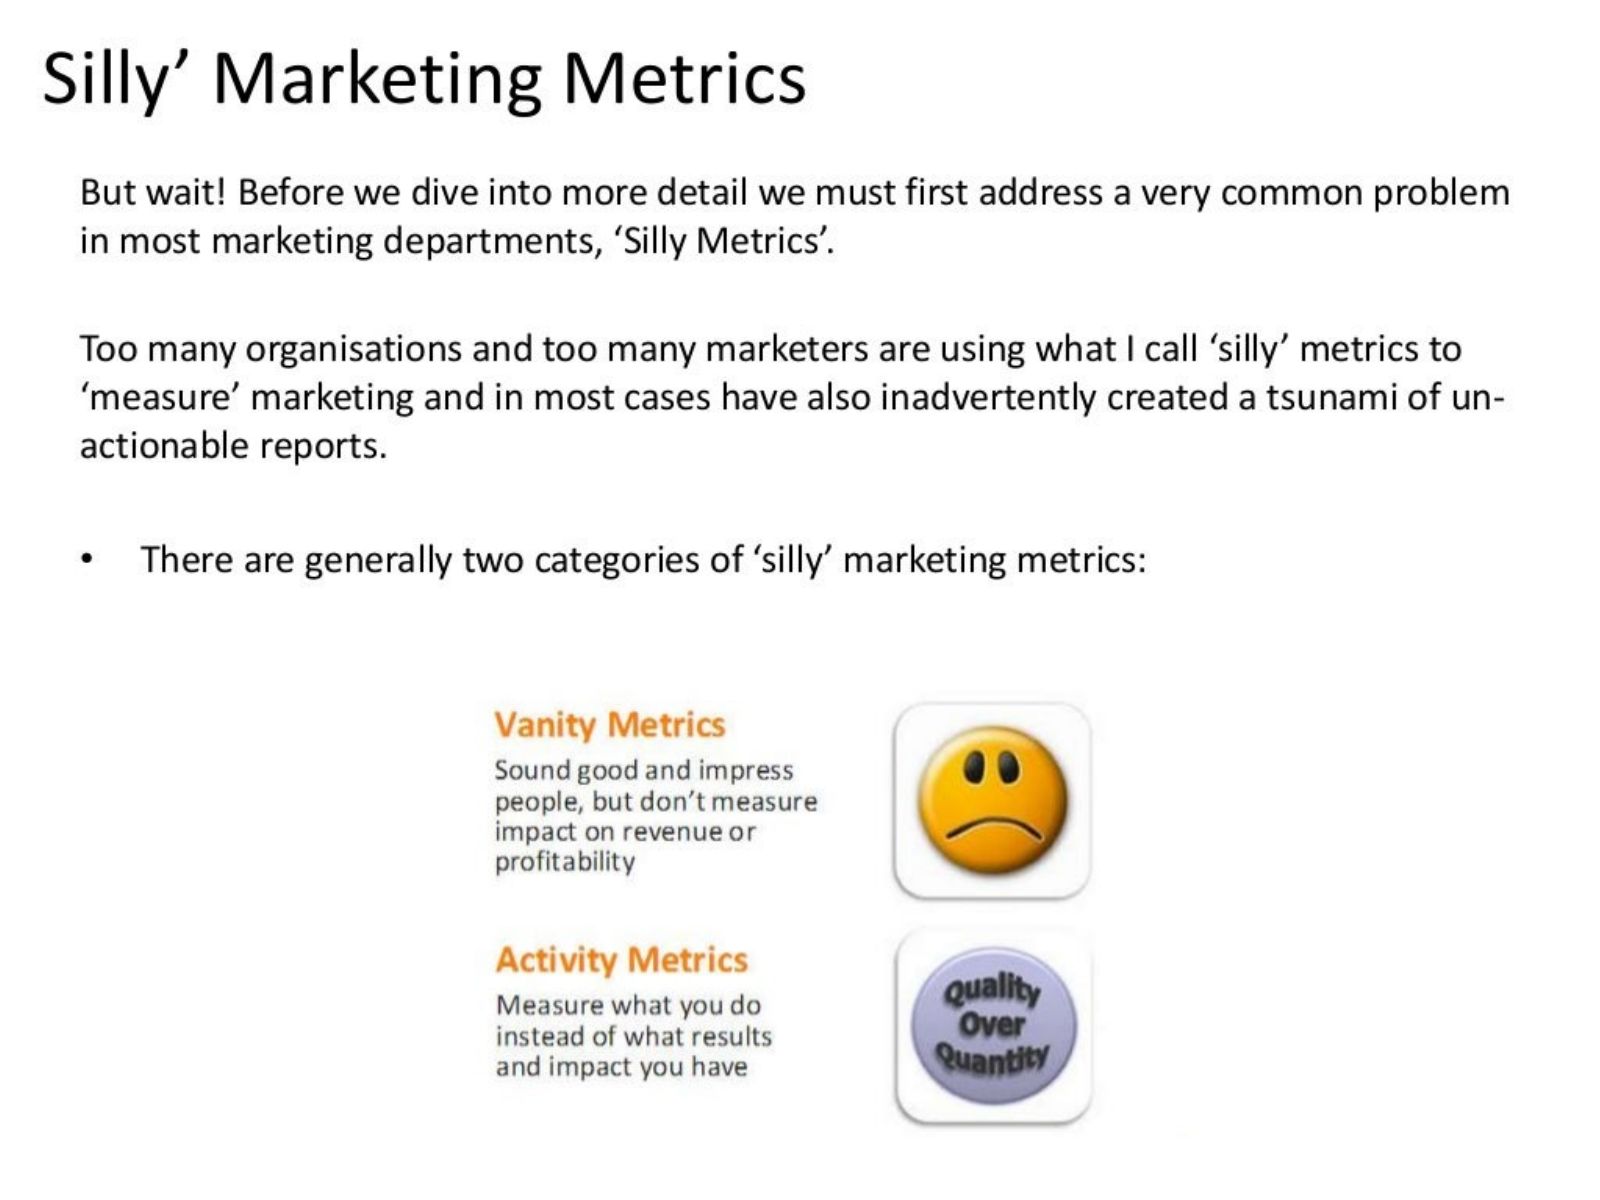 Silly’ Marketing Metrics
But wait! Before we dive into more detail we must first address a very common problem
in most marketing departments, ‘Silly Metrics’.
Too many organisations and too many marketers are using what I call ‘silly’ metrics to
‘measure’ marketing and in most cases have also inadvertently created a tsunami of un-
actionable reports.
• There are generally two categories of ‘silly’ marketing metrics:
Vanity Metrics
Sound good and impress
people, but don’t measure
impact on revenue or
profitability
Activity Metrics
Measure what you do
instead of what results
and impact you have
Quality
Over
Quantity